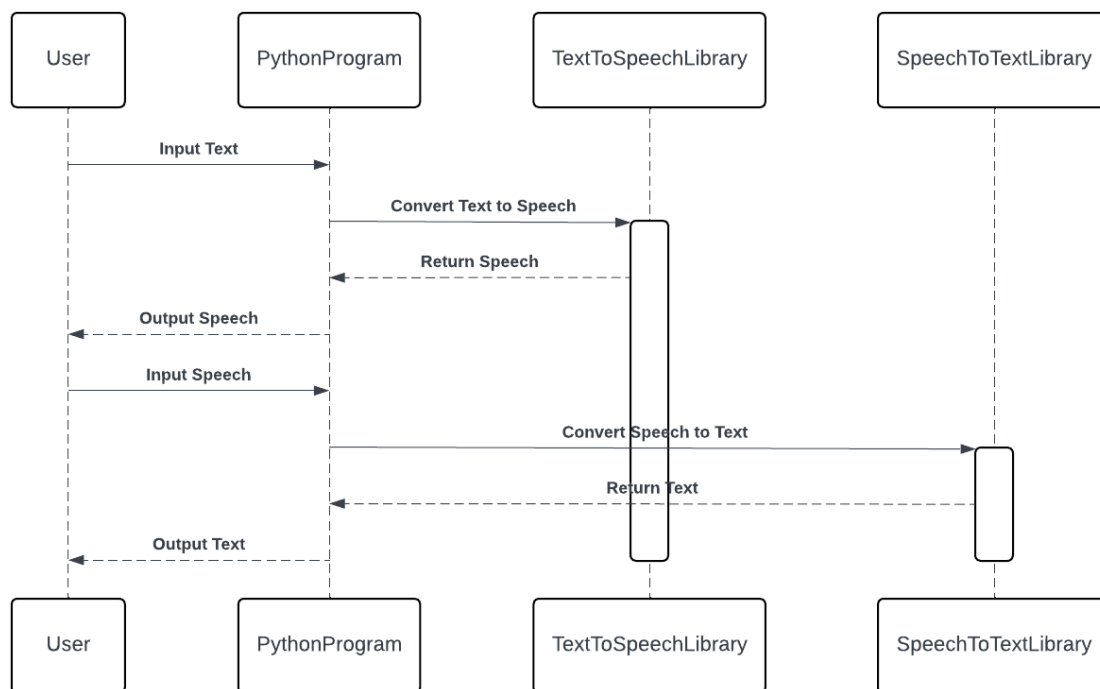 User
PythonProgram
TextToSpeechLibrary
SpeechToTextLibrary
Input Text
Convert Text to Speech
Return Speech
Output Speech
Input Speech
Convert Speech to Text
Return Text
Output Text
User
PythonProgram
TextToSpeechLibrary
SpeechToTextLibrary